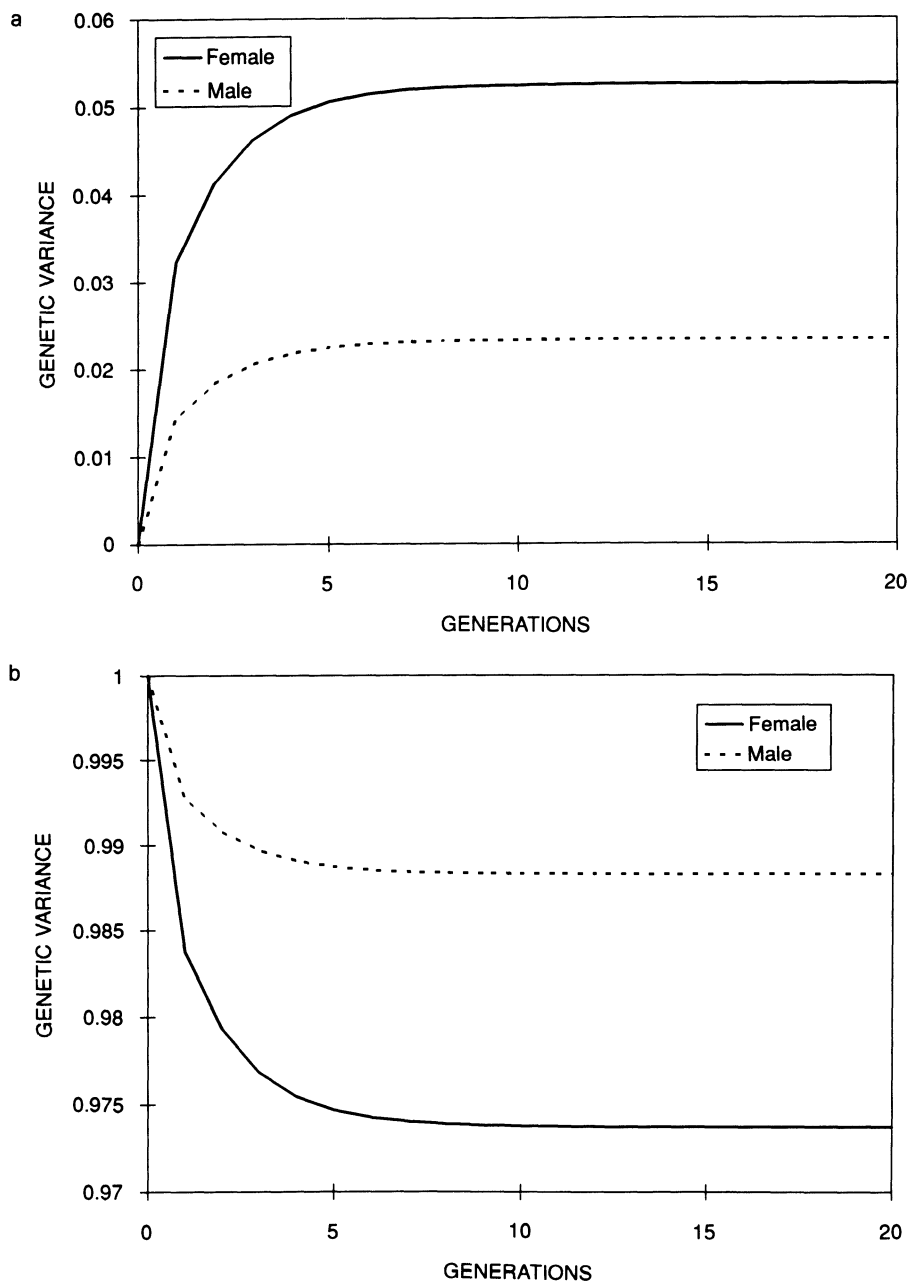 a
0.06
Female
Male
0.05
0.04
0.03
0.02
0.01
0
GENETIC VARIANCE
0 5 10 15 20
GENERATIONS
b
1
Female
Male
0.995
0.99
0.985
0.98
0.975
0.97
GENETIC VARIANCE
0 5 10 15 20
GENERATIONS